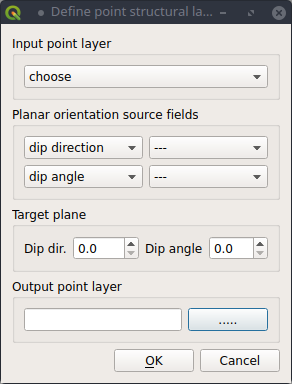 Define point structural la...
Input point layer
choose
Planar orientation source fields
dip direction ---
dip angle ---
Target plane
Dip dir. 0.0 Dip angle 0.0
Output point layer
.....
OK Cancel